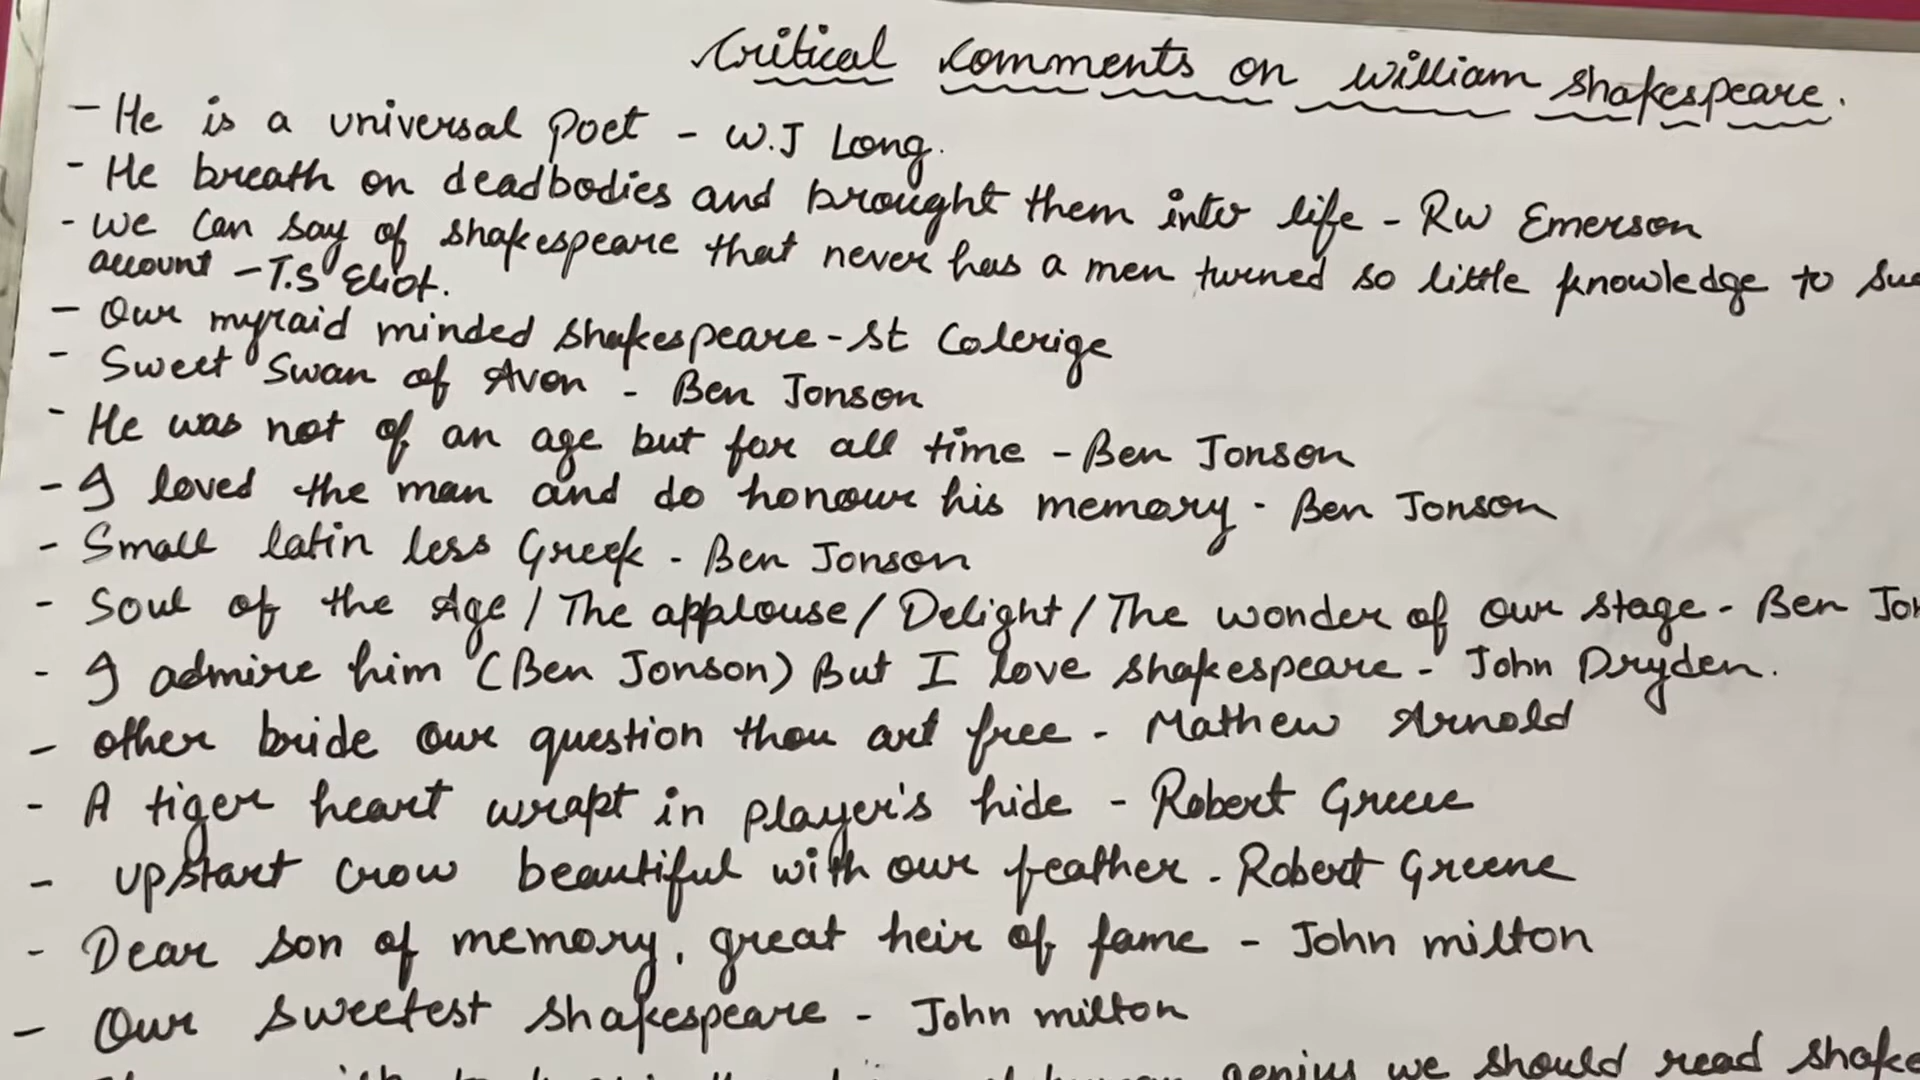 Critical Comments on William Shakespeare.
- He is a universal Poet - W.J Long.
- He breath on deadbodies and brought them into life - RW Emerson
- we can say of Shakespeare that never has a men turned so little knowledge to
account - T.S Eliot.
- Our myraid minded Shakespeare - St Colerige
- Sweet Swan of Avon - Ben Jonson
- He was not of an age but for all time - Ben Jonson
- I loved the man and do honour his memory - Ben Jonson
- Small latin less Greek - Ben Jonson
- Soul of the Age / The applouse / Delight / The wonder of our stage - Ben
- I admire him (Ben Jonson) But I love Shakespeare - John Dryden.
- other bride our question thou art free - Mathew Arnold
- A tiger heart wrapt in player's hide - Robert Greene
- upstart crow beautiful with our feather - Robert Greene
- Dear son of memory, great heir of fame - John milton
- Our sweetest Shakespeare - John milton
genius we should read